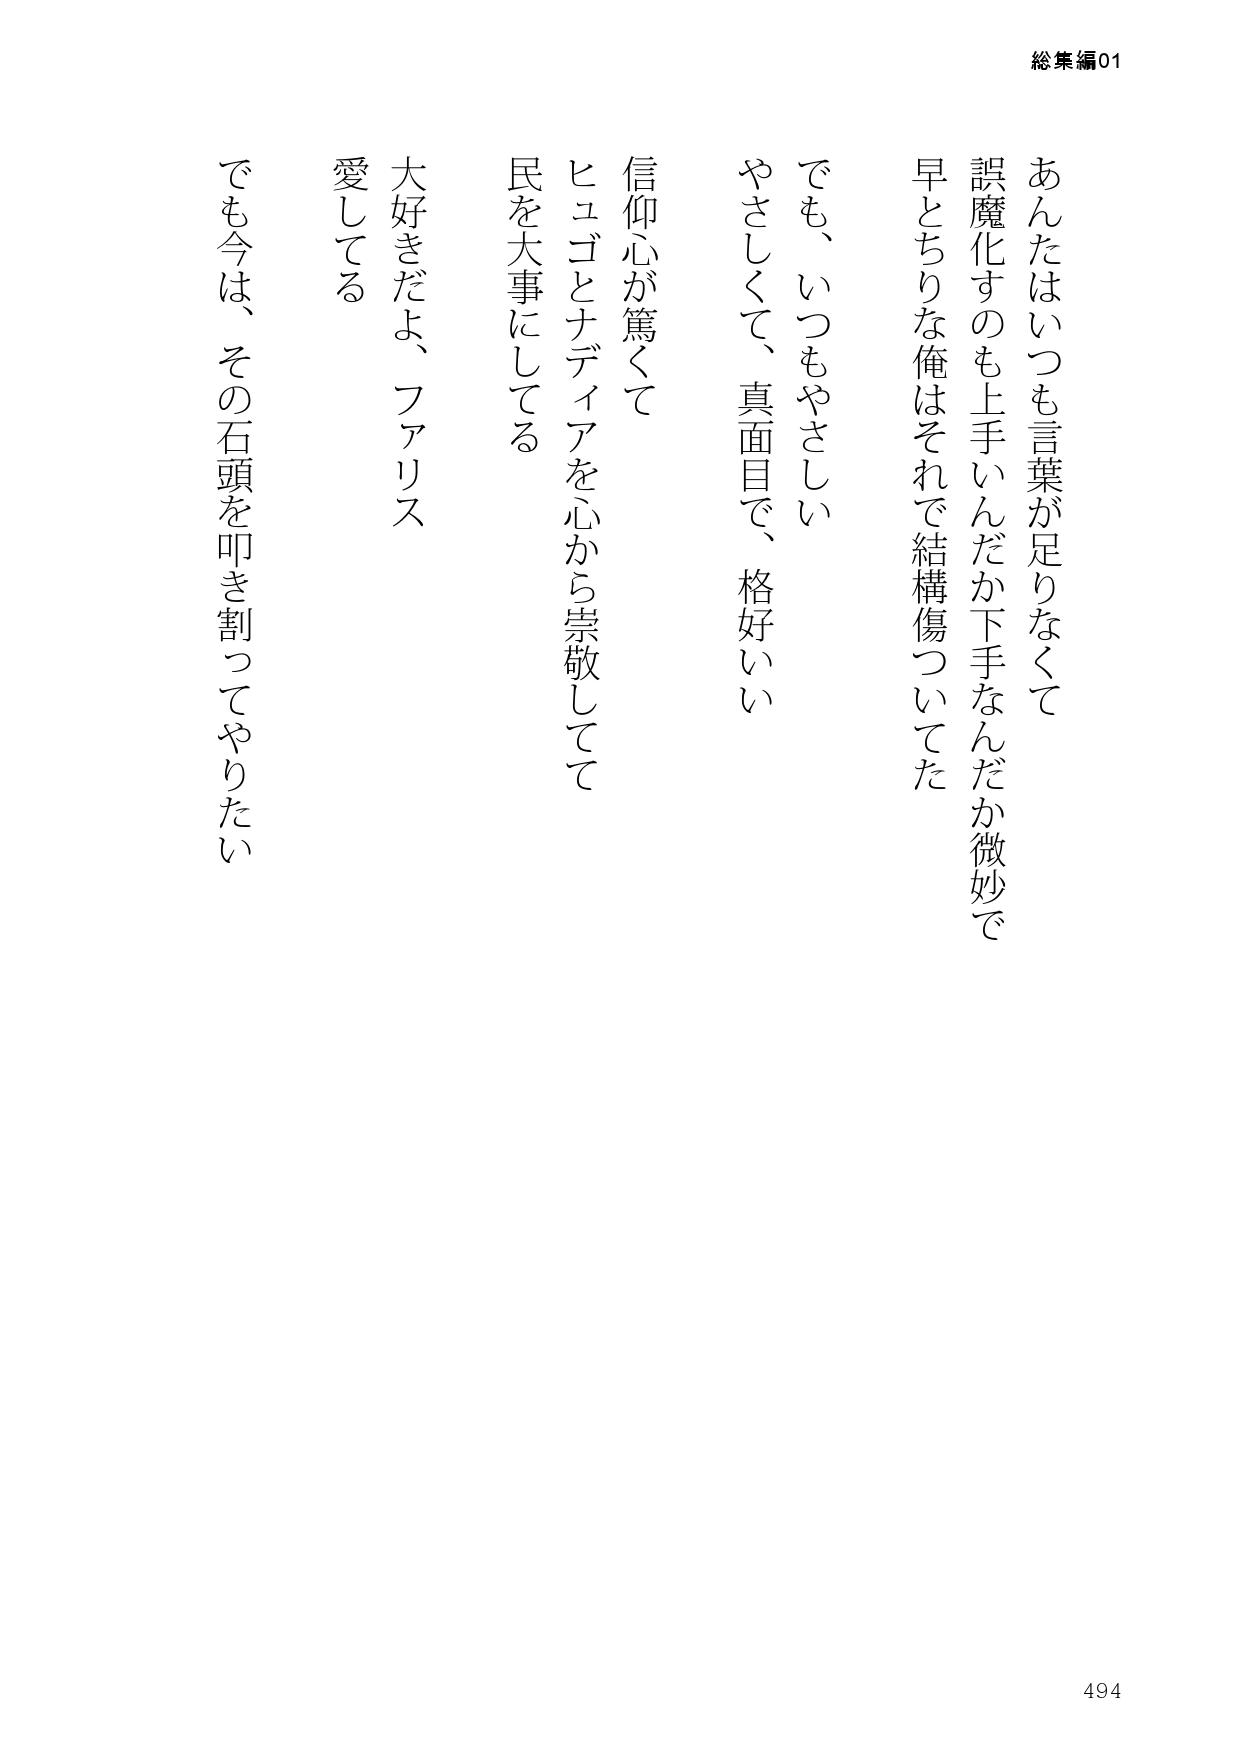 総集編01
あんたはいつも言葉が足りなくて
誤魔化すのも上手いんだか下手なんだか微妙で
早とちりな俺はそれで結構傷ついてた
でも、いつもやさしい
やさしくて、真面目で、格好いい
信仰心が篤くて
ヒュゴとナディアを心から崇敬してて
民を大事にしてる
大好きだよ、ファリス
愛してる
でも今は、その石頭を叩き割ってやりたい
494